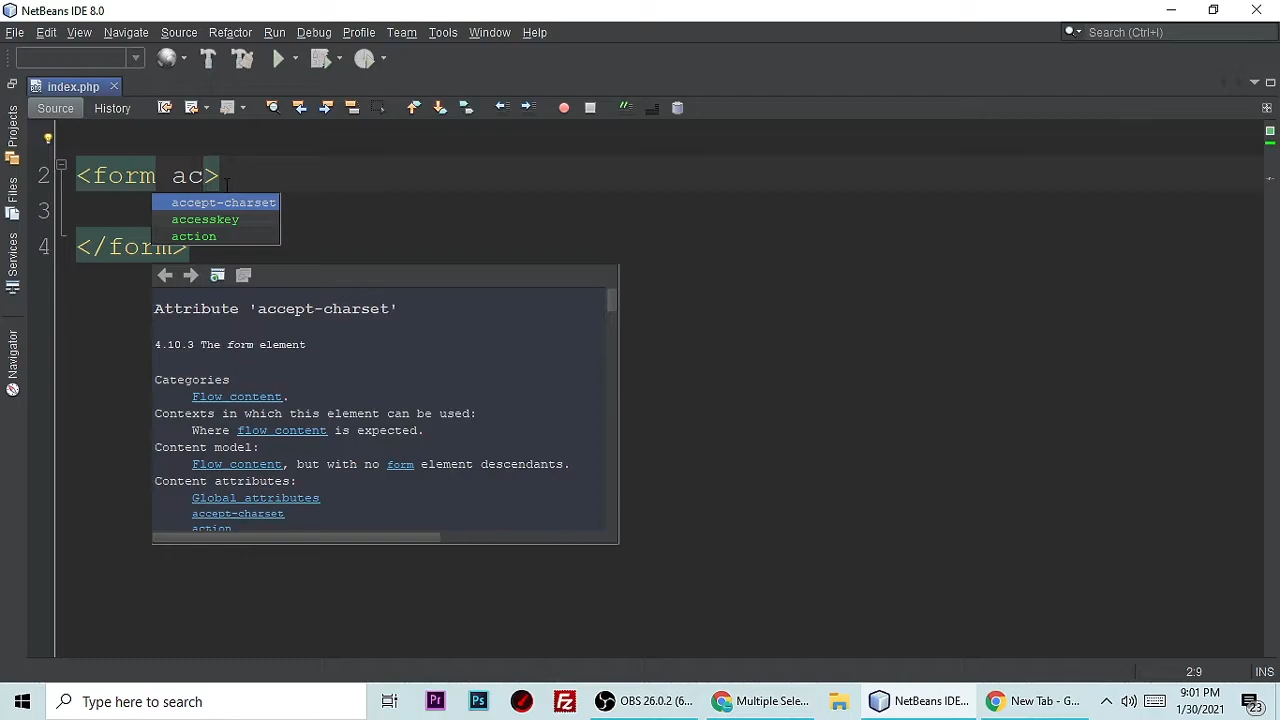 NetBeans IDE 8.0
File Edit View Navigate Source Refactor Run Debug Profile Team Tools Window Help
Search (Ctrl+I)
index.php
Source History
Projects
Files
Services
Navigator
2 <form ac>
accept-charset
3
accesskey
action
4 </form>
Attribute 'accept-charset'
4.10.3 The form element
Categories
Flow content.
Contexts in which this element can be used:
Where flow content is expected.
Content model:
Flow content, but with no form element descendants.
Content attributes:
Global attributes
accept-charset
action
2:9 INS
Type here to search
Pr
Ps
OBS 26.0.2 (6...
Multiple Sele...
NetBeans IDE...
New Tab - G...
9:01 PM
1/30/2021
23